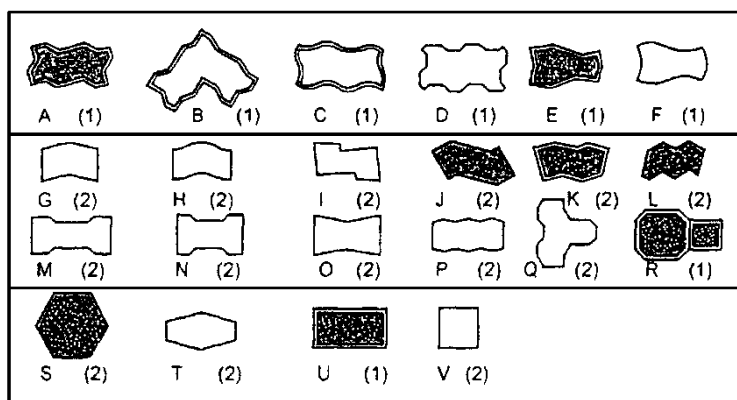 A (1) B (1) C (1) D (1) E (1) F (1)
G (2) H (2) I (2) J (2) K (2) L (2)
M (2) N (2) O (2) P (2) Q (2) R (1)
S (2) T (2) U (1) V (2)